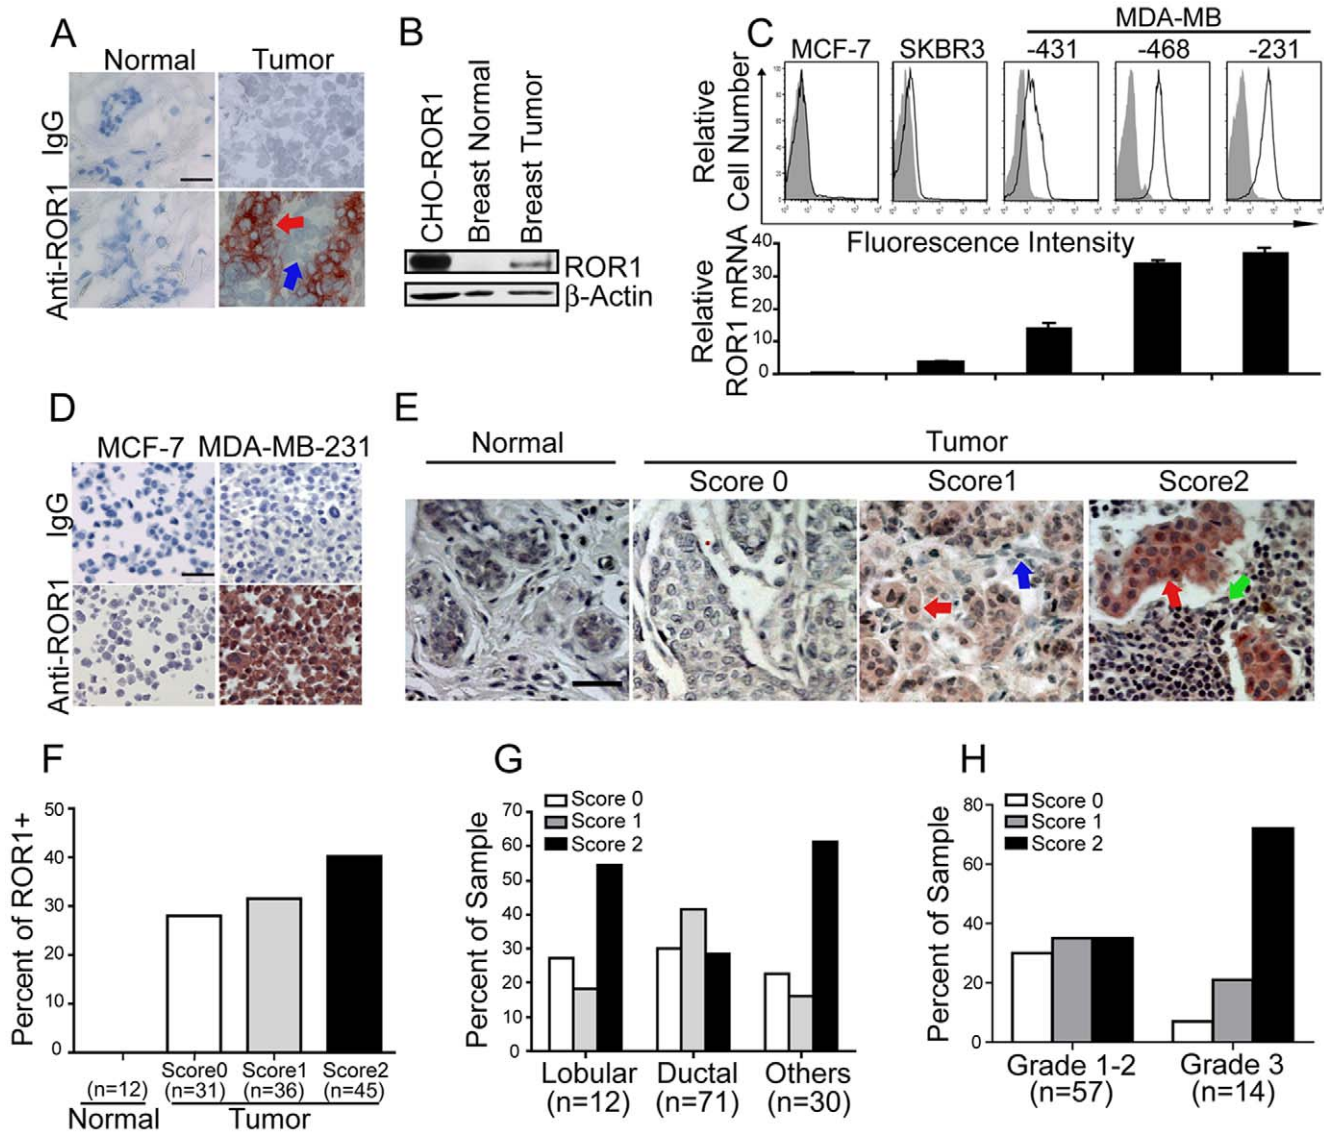 A
Normal Tumor
IgG
Anti-ROR1
B
CHO-ROR1
Breast Normal
Breast Tumor
ROR1
β-Actin
C
MDA-MB
MCF-7 SKBR3 -431 -468 -231
Relative
Cell Number
Fluorescence Intensity
Relative
ROR1 mRNA
40
30
20
10
0
D
MCF-7 MDA-MB-231
IgG
Anti-ROR1
E
Normal Tumor
Score 0 Score1 Score2
F
Percent of ROR1+
50
40
30
20
10
0
Score0 Score1 Score2
(n=12) (n=31) (n=36) (n=45)
Normal Tumor
G
Score 0
Score 1
Score 2
Percent of Sample
70
60
50
40
30
20
10
0
Lobular Ductal Others
(n=12) (n=71) (n=30)
H
Score 0
Score 1
Score 2
Percent of Sample
80
60
40
20
0
Grade 1-2 Grade 3
(n=57) (n=14)